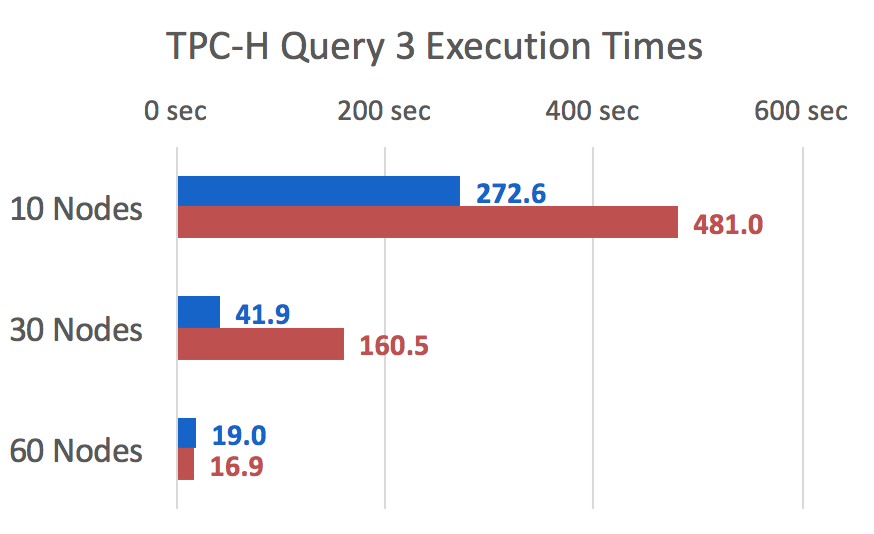 TPC-H Query 3 Execution Times
0 sec 200 sec 400 sec 600 sec
10 Nodes 272.6
481.0
30 Nodes 41.9
160.5
60 Nodes 19.0
16.9